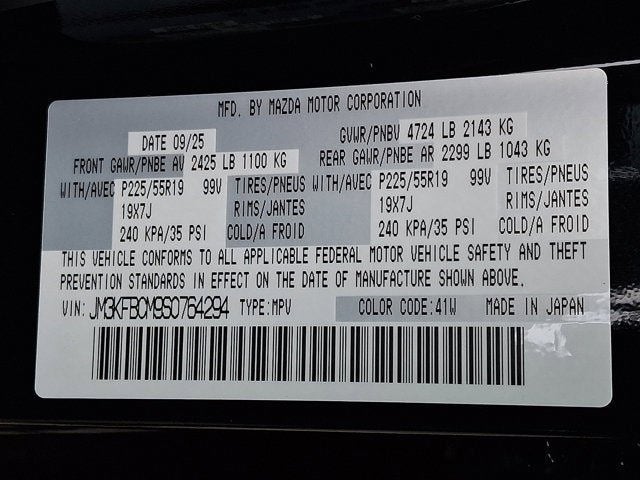 MFD. BY MAZDA MOTOR CORPORATION
DATE 09/25 GVWR/PNBV 4724 LB 2143 KG
FRONT GAWR/PNBE AV 2425 LB 1100 KG REAR GAWR/PNBE AR 2299 LB 1043 KG
WITH/AVEC P225/55R19 99V TIRES/PNEUS WITH/AVEC P225/55R19 99V TIRES/PNEUS
19X7J RIMS/JANTES 19X7J RIMS/JANTES
240 KPA/35 PSI COLD/A FROID 240 KPA/35 PSI COLD/A FROID
THIS VEHICLE CONFORMS TO ALL APPLICABLE FEDERAL MOTOR VEHICLE SAFETY AND THEFT
PREVENTION STANDARDS IN EFFECT ON THE DATE OF MANUFACTURE SHOWN ABOVE.
VIN: JM3KFBCM9S0764294 TYPE:MPV COLOR CODE:41W MADE IN JAPAN